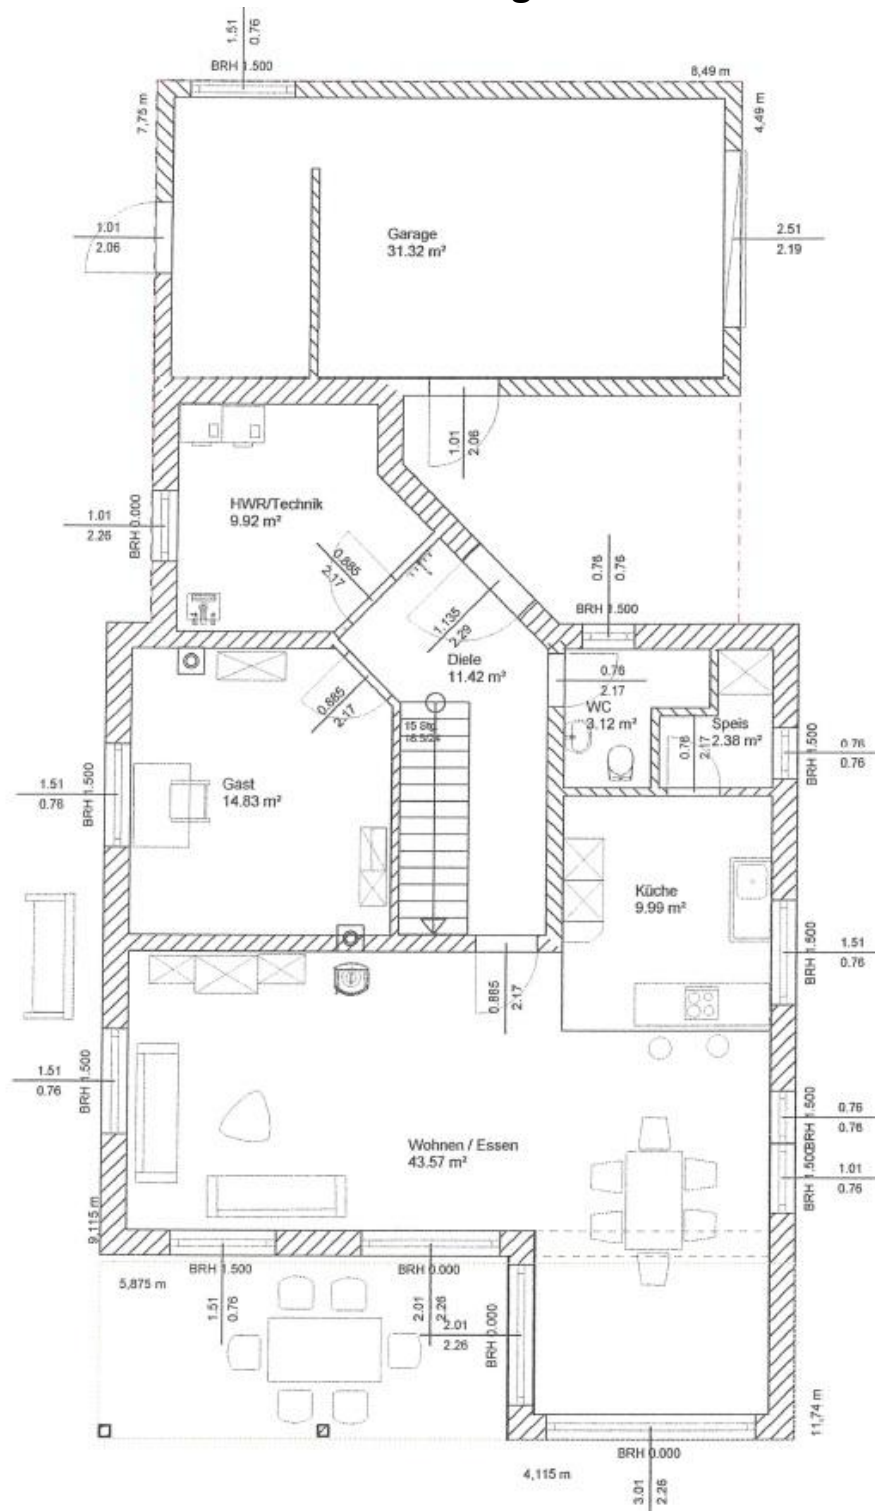 1.51
0.76
BRH 1.500
8,49 m
7,75 m
4,49 m
1.01
2.06
Garage
31.32 m²
2.51
2.19
1.01
2.06
HWR/Technik
9.92 m²
1.01
2.26
BRH 0.000
0.885
2.17
0.76
0.76
BRH 1.500
1.135
2.29
Diele
11.42 m²
0.885
2.17
0.76
2.17
WC
3.12 m²
15 Stg.
18.5/24
Speis
2.38 m²
0.76
2.17
BRH 1.500
0.76
0.76
1.51
0.76
BRH 1.500
Gast
14.83 m²
Küche
9.99 m²
BRH 1.500
1.51
0.76
0.885
2.17
1.51
0.76
BRH 1.500
BRH 1.500
0.76
0.76
Wohnen / Essen
43.57 m²
BRH 1.500
1.01
0.76
9,115 m
BRH 1.500
BRH 0.000
5,875 m
1.51
0.76
2.01
2.26
2.01
2.26
BRH 0.000
11,74 m
BRH 0.000
4,115 m
3.01
2.26